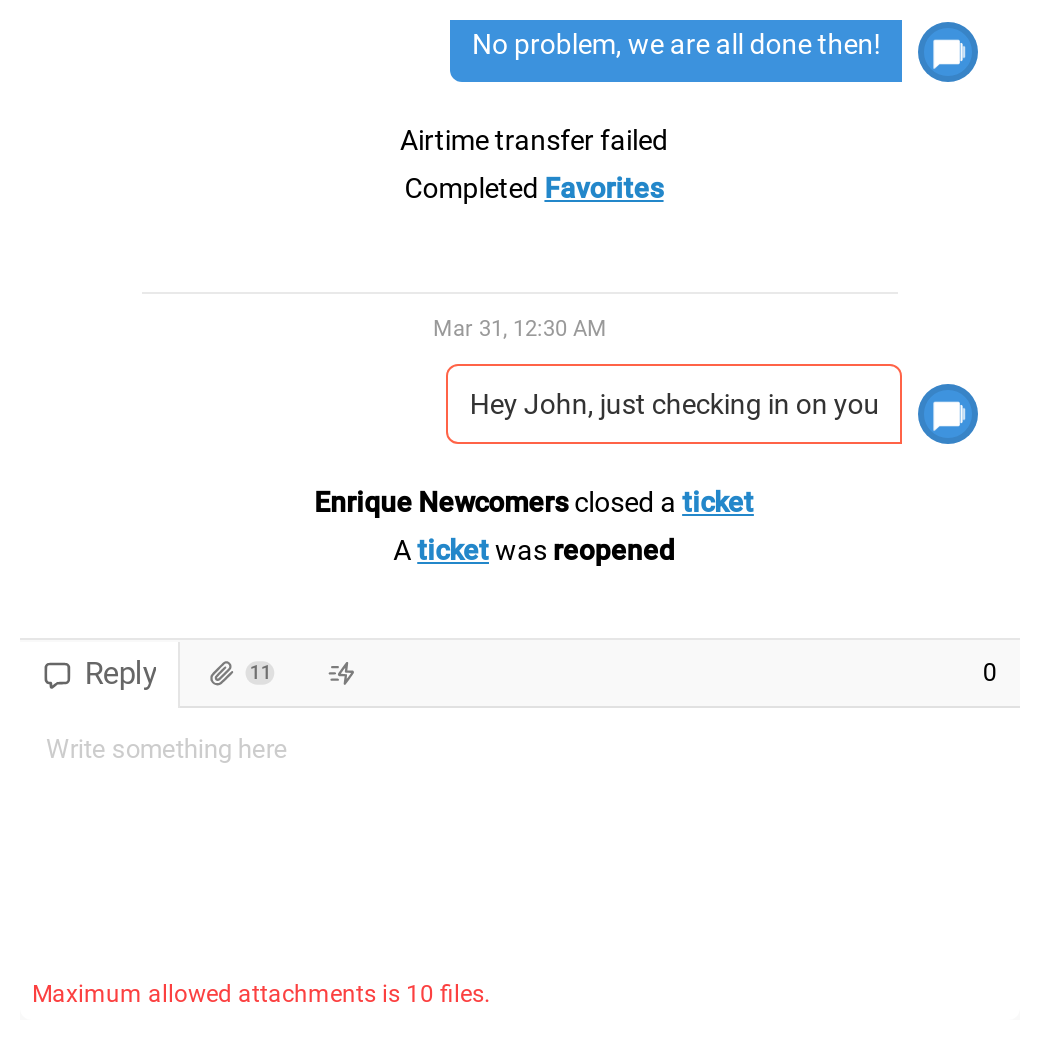 No problem, we are all done then!
Airtime transfer failed
Completed Favorites
Mar 31, 12:30 AM
Hey John, just checking in on you
Enrique Newcomers closed a ticket
A ticket was reopened
Reply 11 0
Write something here
Maximum allowed attachments is 10 files.